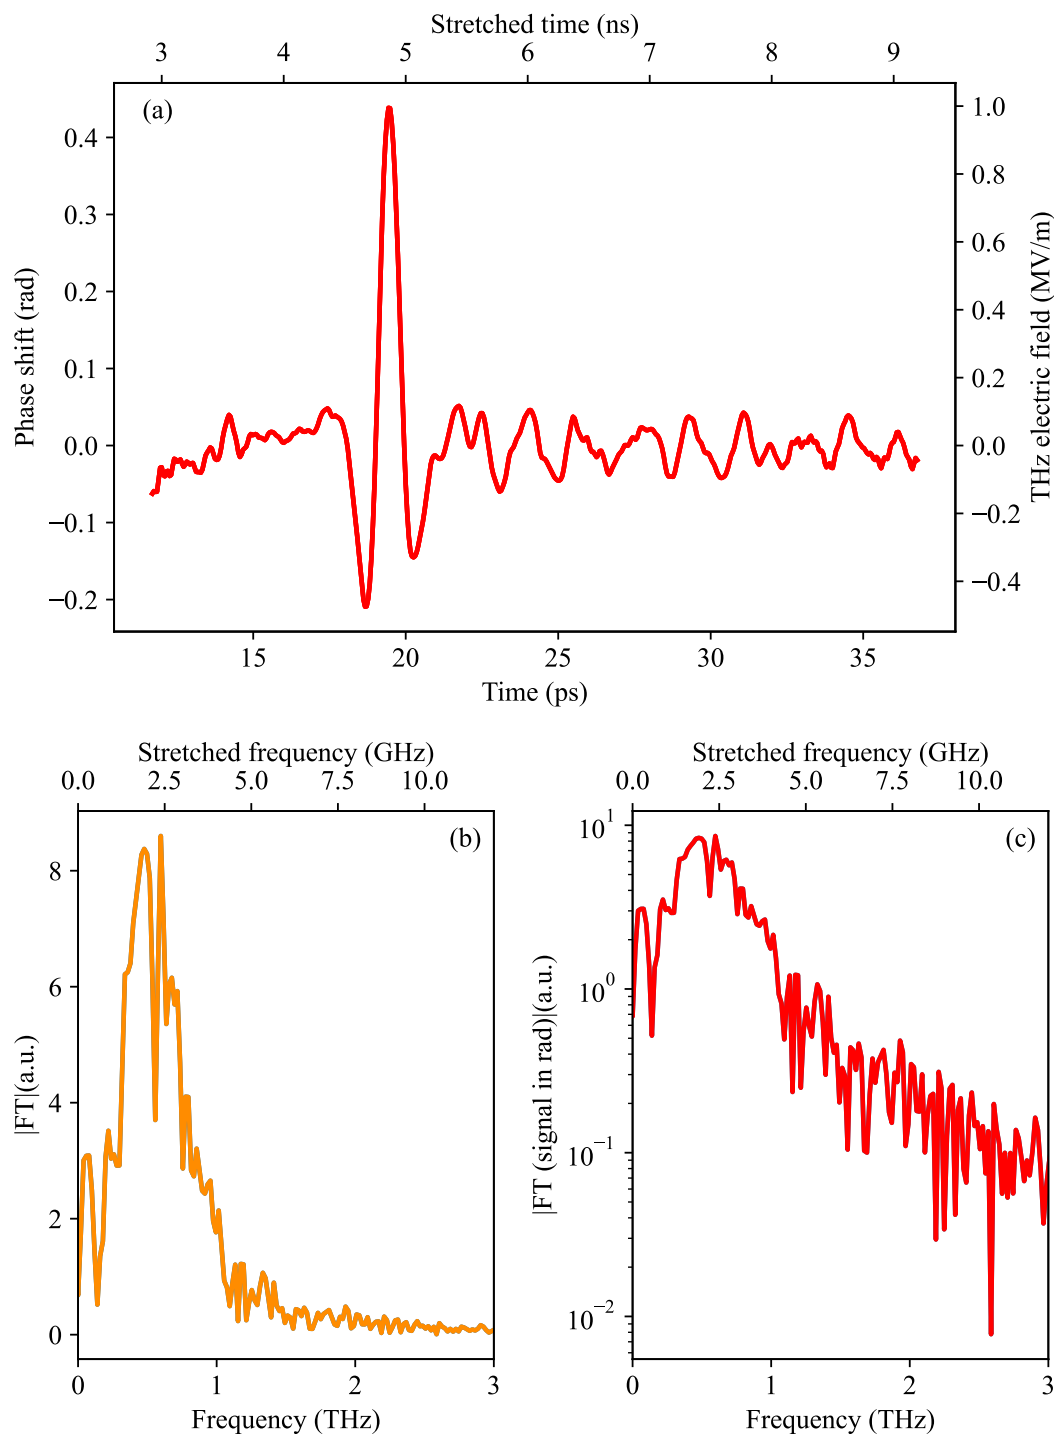 Stretched time (ns)
3 4 5 6 7 8 9
(a)
Phase shift (rad)
0.4
0.3
0.2
0.1
0.0
−0.1
−0.2
1.0
0.8
0.6
0.4
0.2
0.0
−0.2
−0.4
THz electric field (MV/m)
15 20 25 30 35
Time (ps)
Stretched frequency (GHz)
0.0 2.5 5.0 7.5 10.0
(b)
|FT|(a.u.)
8
6
4
2
0
0 1 2 3
Frequency (THz)
Stretched frequency (GHz)
0.0 2.5 5.0 7.5 10.0
(c)
|FT (signal in rad)|(a.u.)
10¹
10⁰
10⁻¹
10⁻²
0 1 2 3
Frequency (THz)